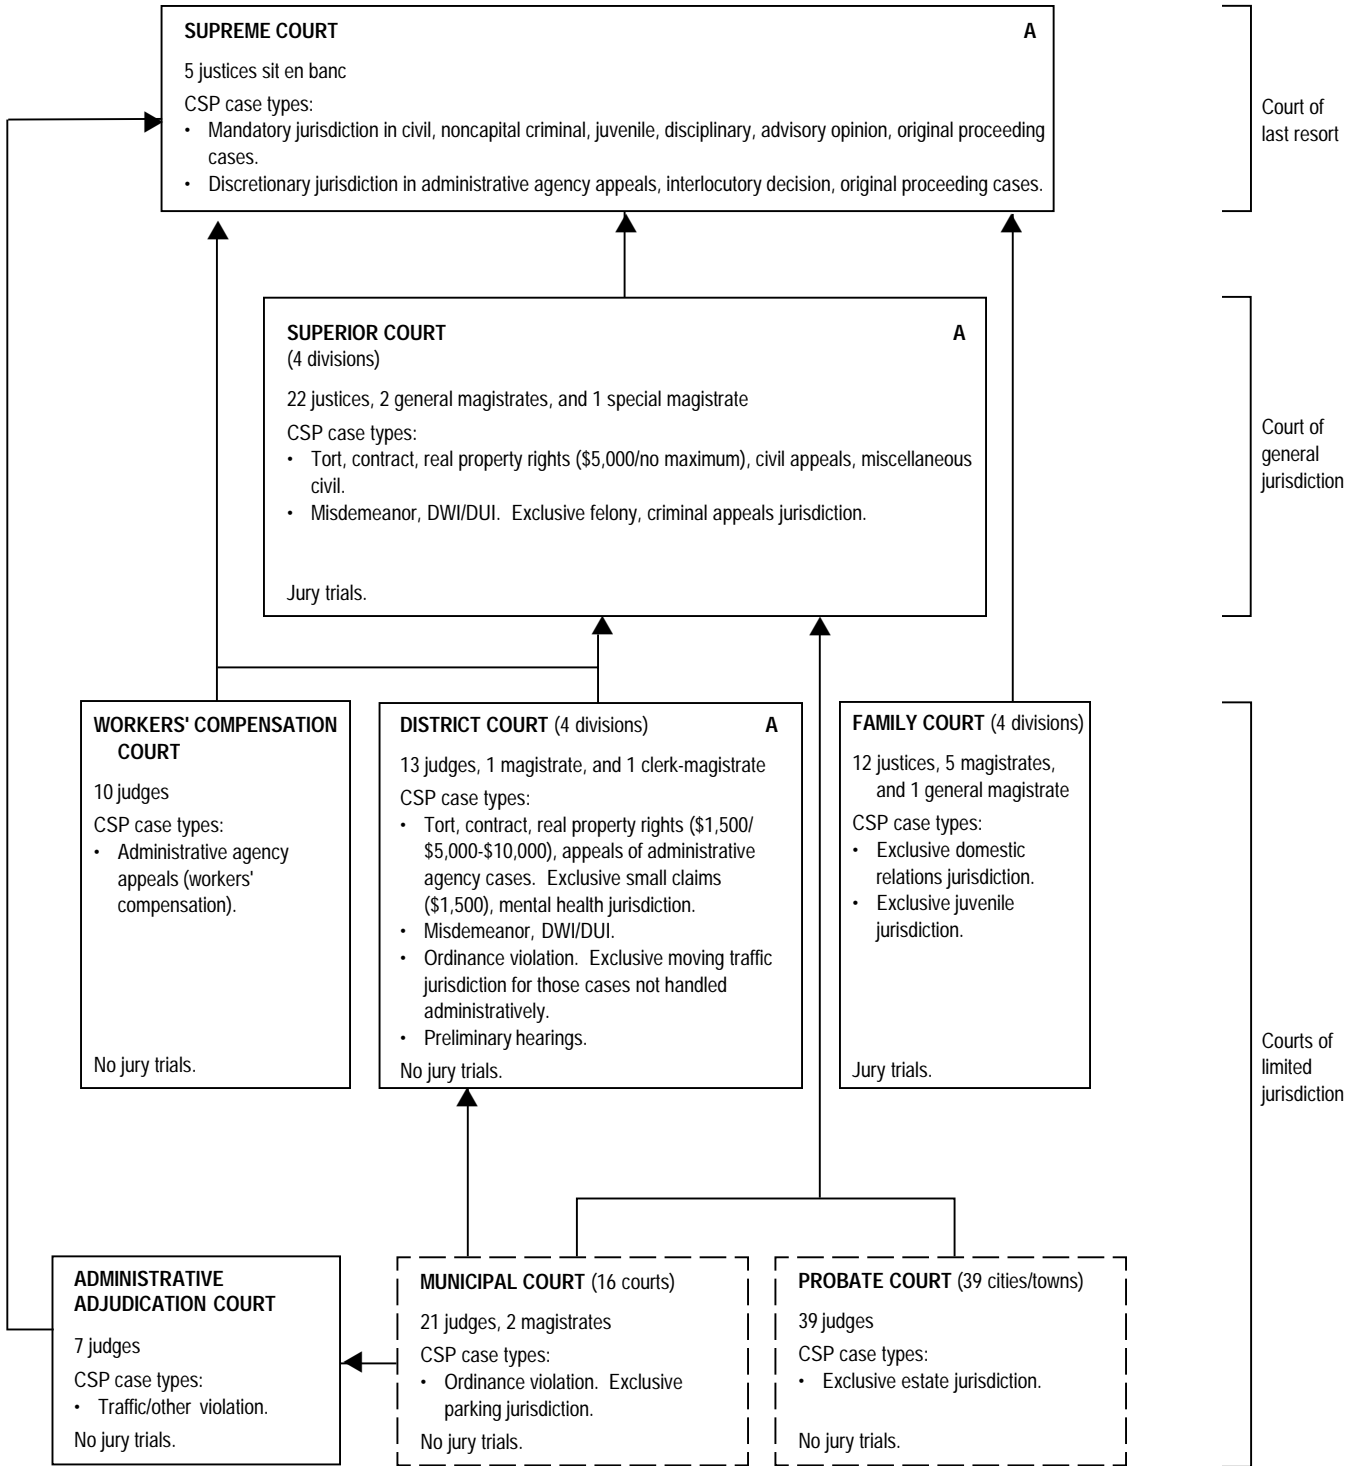 SUPREME COURT A
5 justices sit en banc
CSP case types:
• Mandatory jurisdiction in civil, noncapital criminal, juvenile, disciplinary, advisory opinion, original proceeding
cases.
• Discretionary jurisdiction in administrative agency appeals, interlocutory decision, original proceeding cases.
Court of
last resort
SUPERIOR COURT A
(4 divisions)
22 justices, 2 general magistrates, and 1 special magistrate
CSP case types:
• Tort, contract, real property rights ($5,000/no maximum), civil appeals, miscellaneous
civil.
• Misdemeanor, DWI/DUI. Exclusive felony, criminal appeals jurisdiction.
Jury trials.
Court of
general
jurisdiction
WORKERS' COMPENSATION
COURT
10 judges
CSP case types:
• Administrative agency
appeals (workers'
compensation).
No jury trials.
DISTRICT COURT (4 divisions) A
13 judges, 1 magistrate, and 1 clerk-magistrate
CSP case types:
• Tort, contract, real property rights ($1,500/
$5,000-$10,000), appeals of administrative
agency cases. Exclusive small claims
($1,500), mental health jurisdiction.
• Misdemeanor, DWI/DUI.
• Ordinance violation. Exclusive moving traffic
jurisdiction for those cases not handled
administratively.
• Preliminary hearings.
No jury trials.
FAMILY COURT (4 divisions)
12 justices, 5 magistrates,
and 1 general magistrate
CSP case types:
• Exclusive domestic
relations jurisdiction.
• Exclusive juvenile
jurisdiction.
Jury trials.
Courts of
limited
jurisdiction
ADMINISTRATIVE
ADJUDICATION COURT
7 judges
CSP case types:
• Traffic/other violation.
No jury trials.
MUNICIPAL COURT (16 courts)
21 judges, 2 magistrates
CSP case types:
• Ordinance violation. Exclusive
parking jurisdiction.
No jury trials.
PROBATE COURT (39 cities/towns)
39 judges
CSP case types:
• Exclusive estate jurisdiction.
No jury trials.